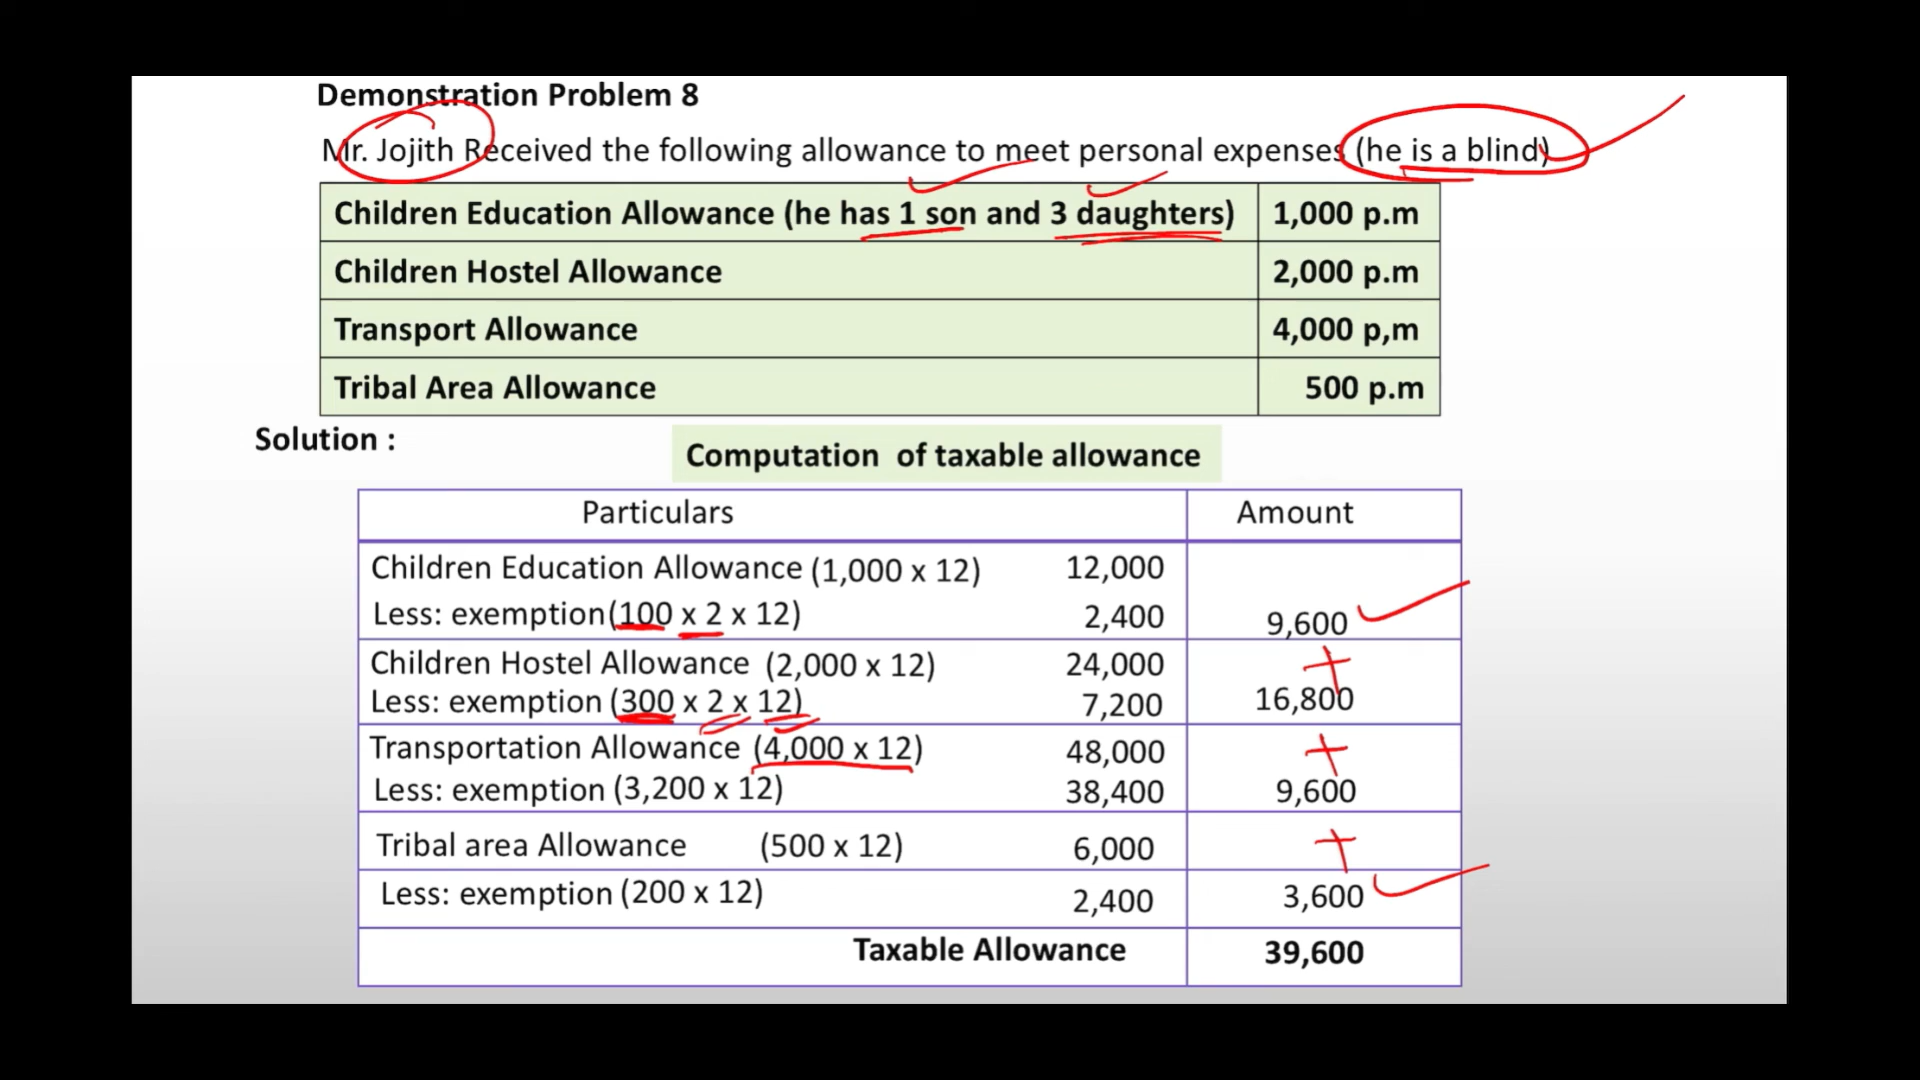 Demonstration Problem 8
Mr. Jojith Received the following allowance to meet personal expenses (he is a blind)
Children Education Allowance (he has 1 son and 3 daughters) 1,000 p.m
Children Hostel Allowance 2,000 p.m
Transport Allowance 4,000 p,m
Tribal Area Allowance 500 p.m
Solution :
Computation of taxable allowance
Particulars Amount
Children Education Allowance (1,000 x 12) 12,000
Less: exemption (100 x 2 x 12) 2,400 9,600
+
Children Hostel Allowance (2,000 x 12) 24,000
Less: exemption (300 x 2 x 12) 7,200 16,800
+
Transportation Allowance (4,000 x 12) 48,000
Less: exemption (3,200 x 12) 38,400 9,600
+
Tribal area Allowance (500 x 12) 6,000
Less: exemption (200 x 12) 2,400 3,600
Taxable Allowance 39,600